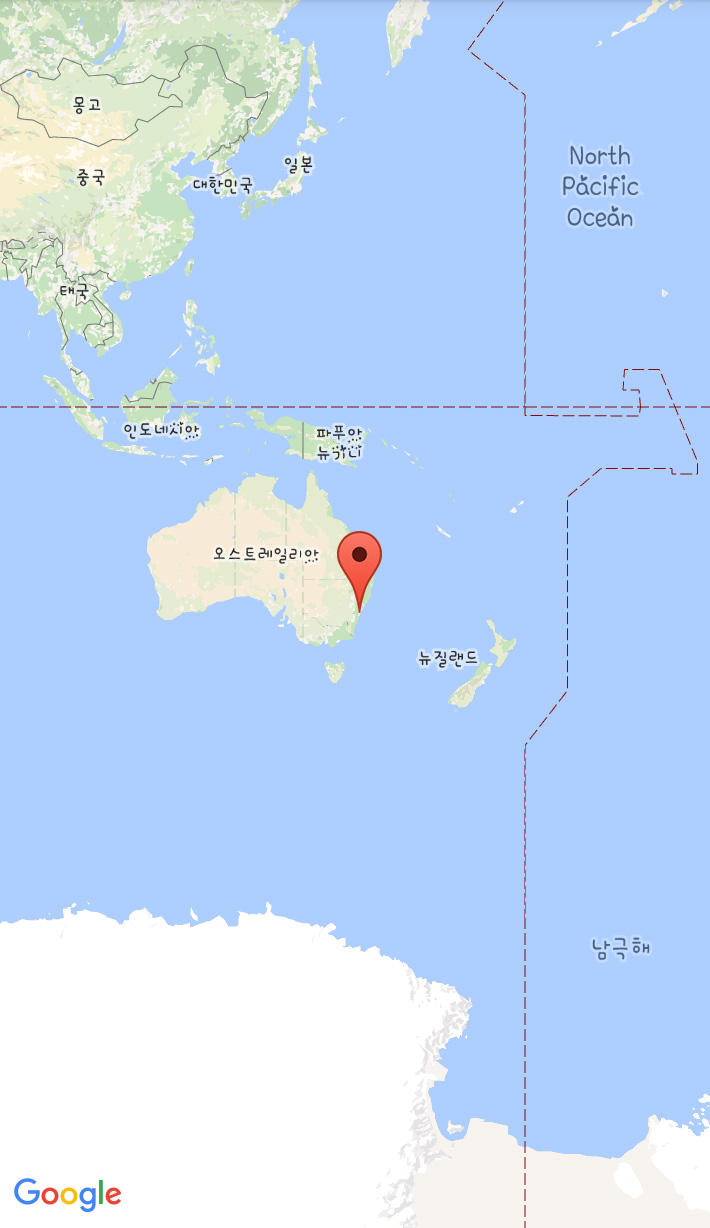 몽고
중국
대한민국
일본
North
Pacific
Ocean
태국
인도네시아
파푸아
뉴기니
오스트레일리아
뉴질랜드
남극해
Google